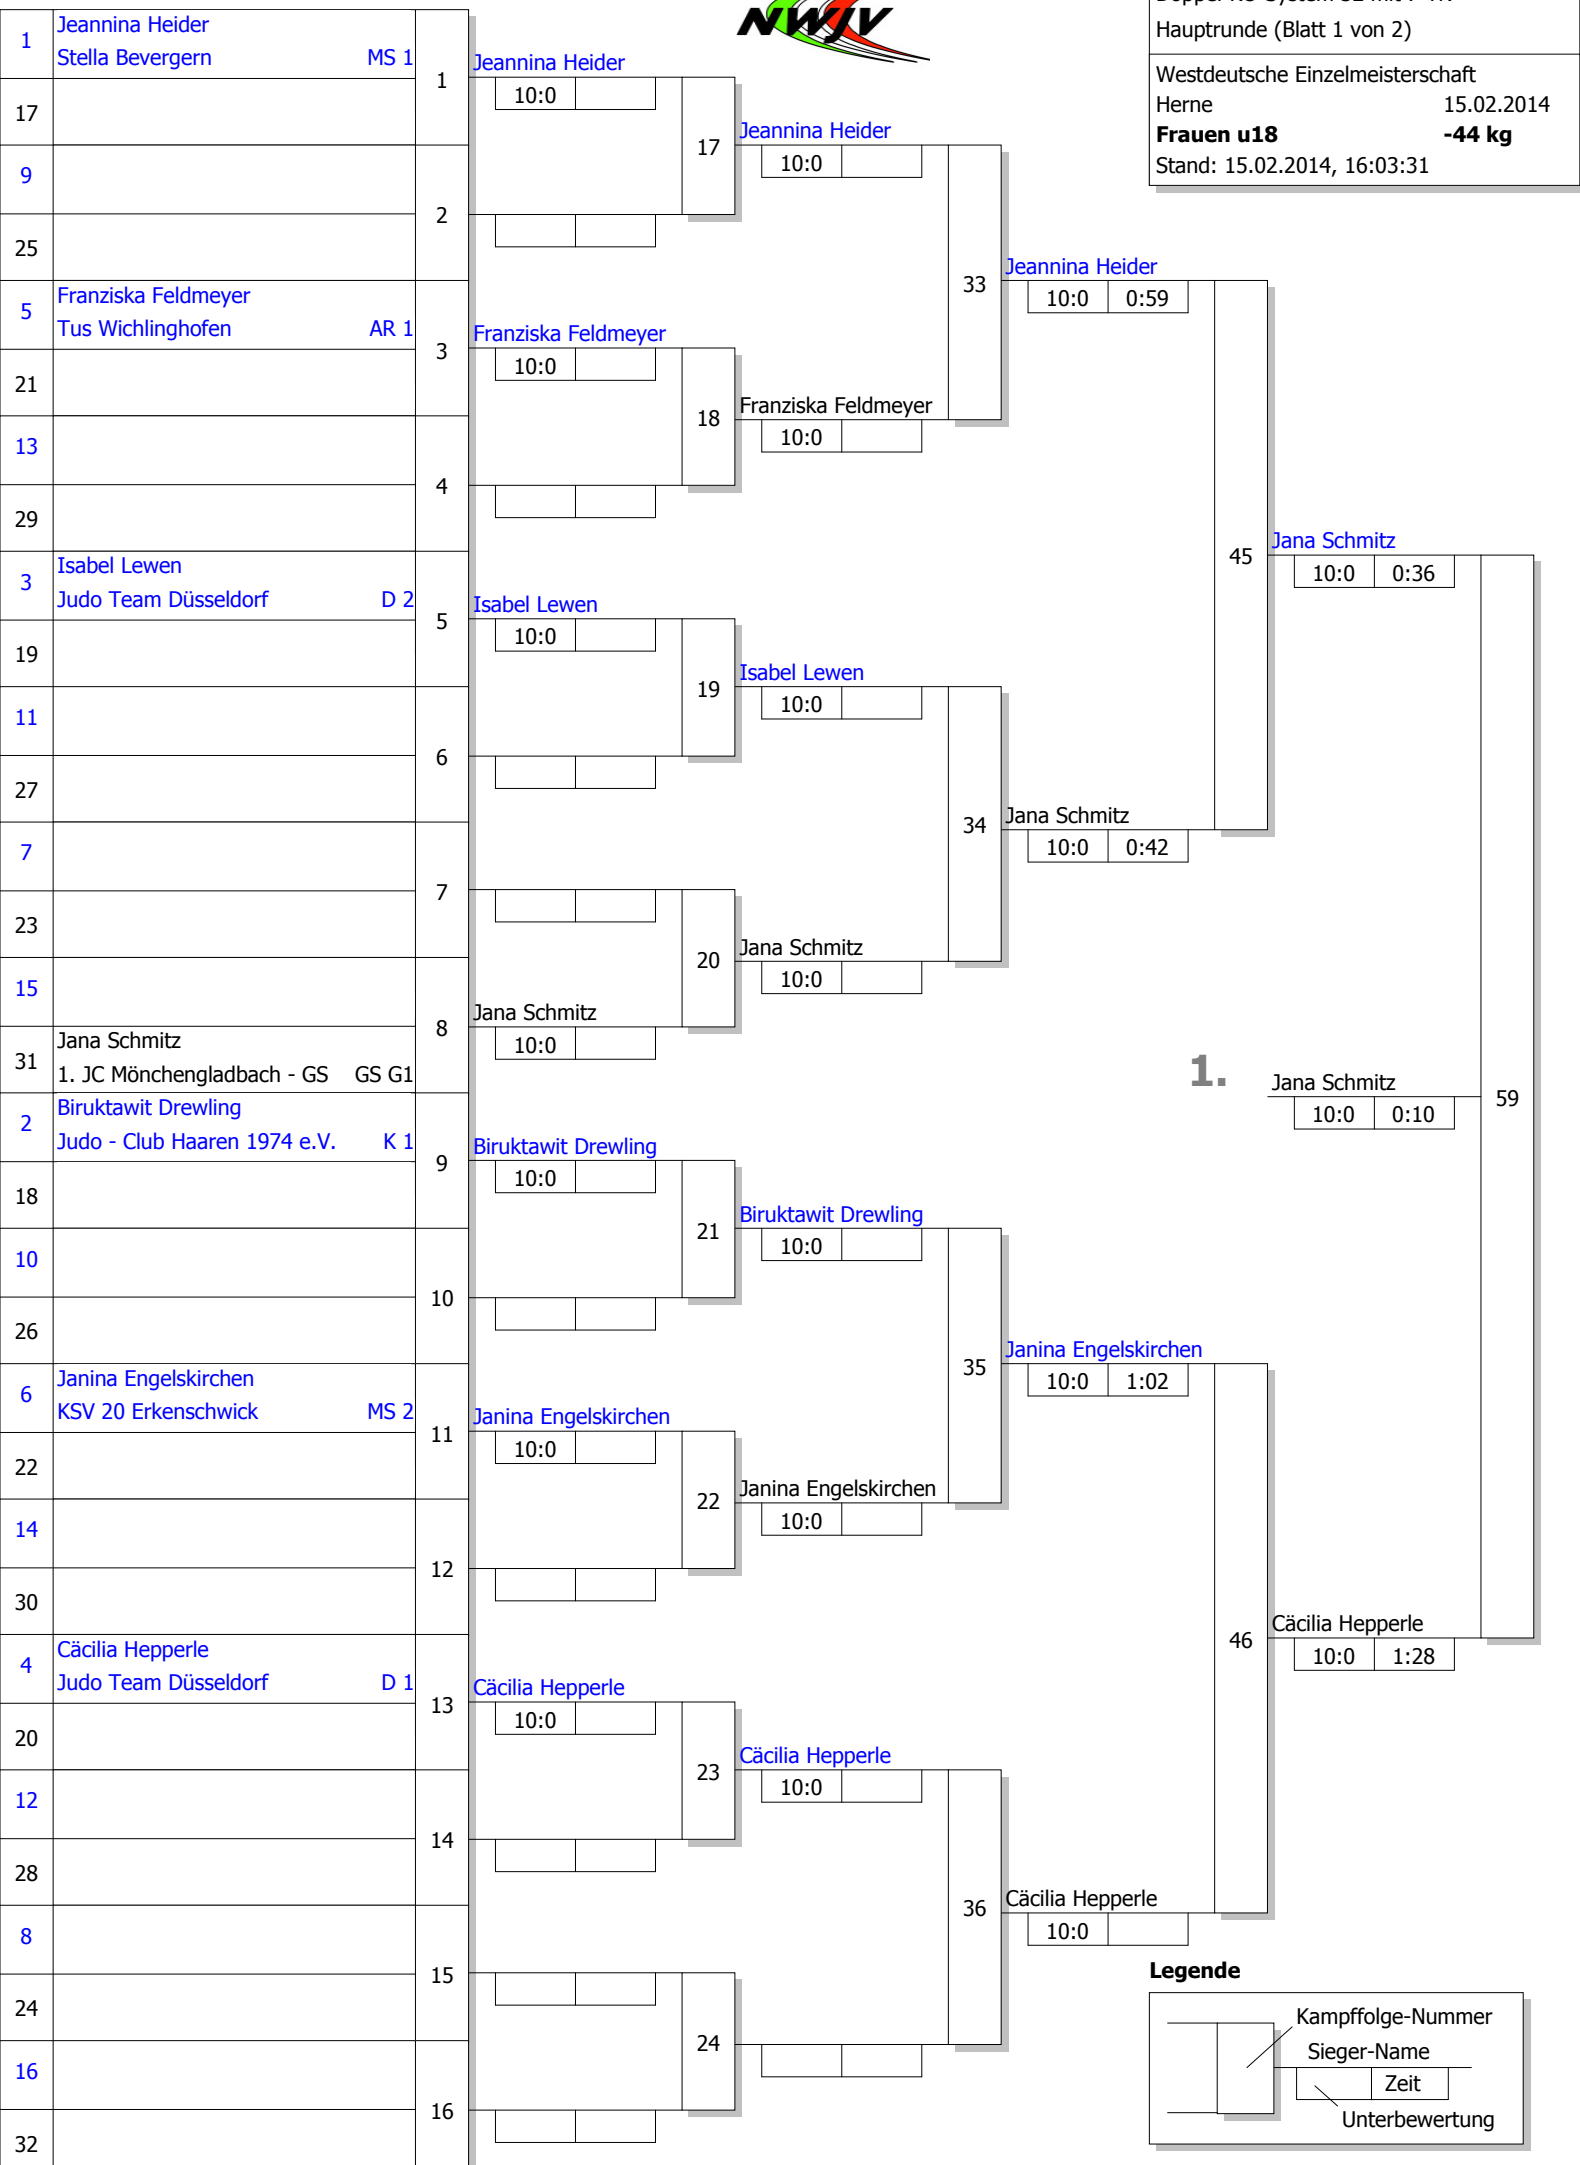 NWJV
Hauptrunde (Blatt 1 von 2)
Westdeutsche Einzelmeisterschaft
Herne 15.02.2014
Frauen u18 -44 kg
Stand: 15.02.2014, 16:03:31
1 Jeannina Heider
Stella Bevergern MS 1
17
9
25
5 Franziska Feldmeyer
Tus Wichlinghofen AR 1
21
13
29
3 Isabel Lewen
Judo Team Düsseldorf D 2
19
11
27
7
23
15
31 Jana Schmitz
1. JC Mönchengladbach - GS GS G1
2 Biruktawit Drewling
Judo - Club Haaren 1974 e.V. K 1
18
10
26
6 Janina Engelskirchen
KSV 20 Erkenschwick MS 2
22
14
30
4 Cäcilia Hepperle
Judo Team Düsseldorf D 1
20
12
28
8
24
16
32
1 Jeannina Heider
10:0
2
3 Franziska Feldmeyer
10:0
4
5 Isabel Lewen
10:0
6
7
8 Jana Schmitz
10:0
9 Biruktawit Drewling
10:0
10
11 Janina Engelskirchen
10:0
12
13 Cäcilia Hepperle
10:0
14
15
16
17 Jeannina Heider
10:0
18 Franziska Feldmeyer
10:0
19 Isabel Lewen
10:0
20 Jana Schmitz
10:0
21 Biruktawit Drewling
10:0
22 Janina Engelskirchen
10:0
23 Cäcilia Hepperle
10:0
24
33 Jeannina Heider
10:0 0:59
34 Jana Schmitz
10:0 0:42
35 Janina Engelskirchen
10:0 1:02
36 Cäcilia Hepperle
10:0
45 Jana Schmitz
10:0 0:36
46 Cäcilia Hepperle
10:0 1:28
1. Jana Schmitz 59
10:0 0:10
Legende
Kampffolge-Nummer
Sieger-Name
Zeit
Unterbewertung